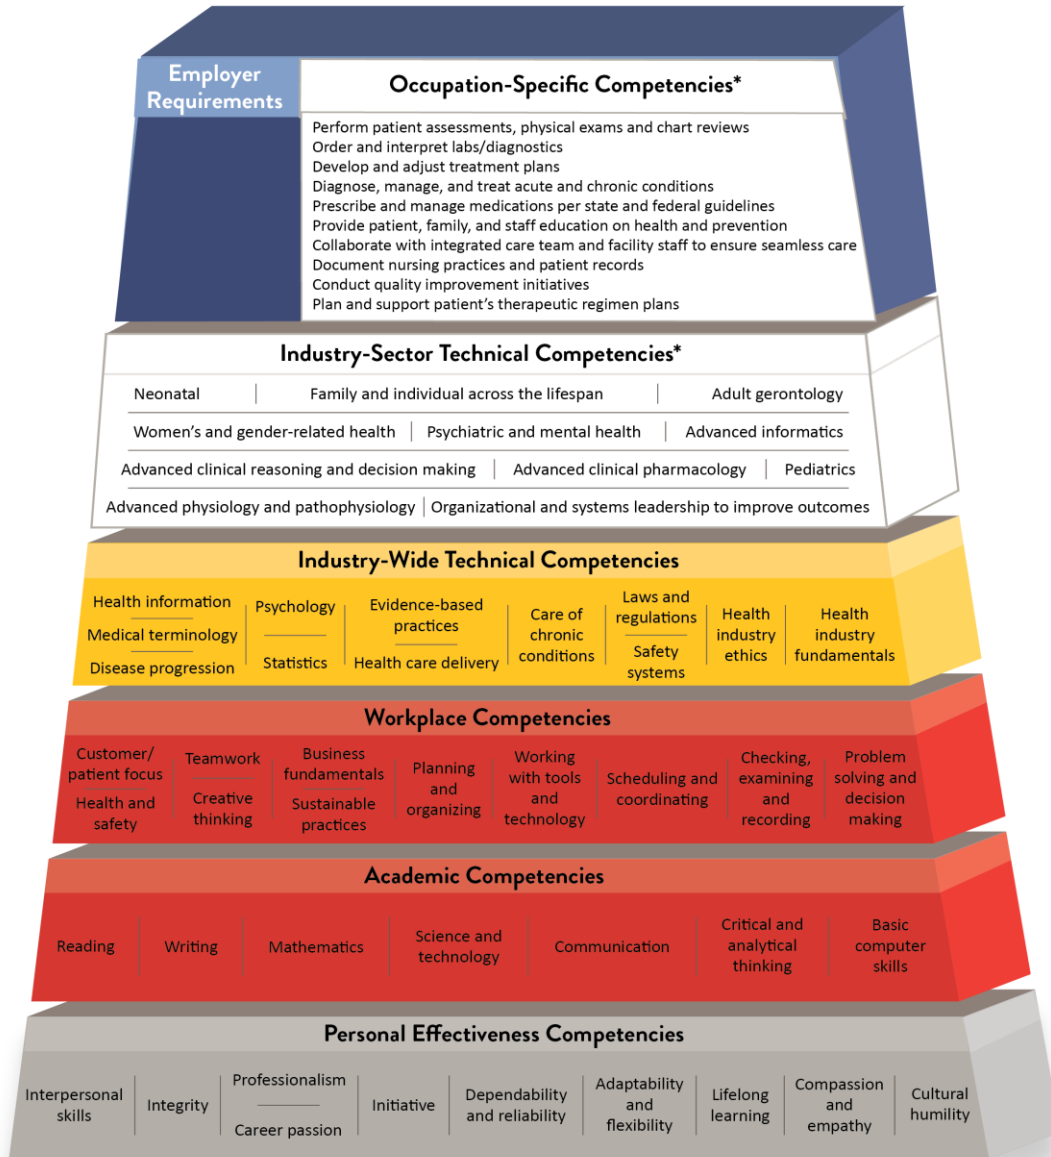 Employer
Requirements
Occupation-Specific Competencies*
Perform patient assessments, physical exams and chart reviews
Order and interpret labs/diagnostics
Develop and adjust treatment plans
Diagnose, manage, and treat acute and chronic conditions
Prescribe and manage medications per state and federal guidelines
Provide patient, family, and staff education on health and prevention
Collaborate with integrated care team and facility staff to ensure seamless care
Document nursing practices and patient records
Conduct quality improvement initiatives
Plan and support patient’s therapeutic regimen plans
Industry-Sector Technical Competencies*
Neonatal
Family and individual across the lifespan
Adult gerontology
Women’s and gender-related health
Psychiatric and mental health
Advanced informatics
Advanced clinical reasoning and decision making
Advanced clinical pharmacology
Pediatrics
Advanced physiology and pathophysiology
Organizational and systems leadership to improve outcomes
Industry-Wide Technical Competencies
Health information
Medical terminology
Disease progression
Psychology
Statistics
Evidence-based
practices
Health care delivery
Care of
chronic
conditions
Laws and
regulations
Safety
systems
Health
industry
ethics
Health
industry
fundamentals
Workplace Competencies
Customer/
patient focus
Health and
safety
Teamwork
Creative
thinking
Business
fundamentals
Sustainable
practices
Planning
and
organizing
Working
with tools
and
technology
Scheduling and
coordinating
Checking,
examining
and
recording
Problem
solving and
decision
making
Academic Competencies
Reading
Writing
Mathematics
Science and
technology
Communication
Critical and
analytical
thinking
Basic
computer
skills
Personal Effectiveness Competencies
Interpersonal
skills
Integrity
Professionalism
Career passion
Initiative
Dependability
and reliability
Adaptability
and
flexibility
Lifelong
learning
Compassion
and
empathy
Cultural
humility